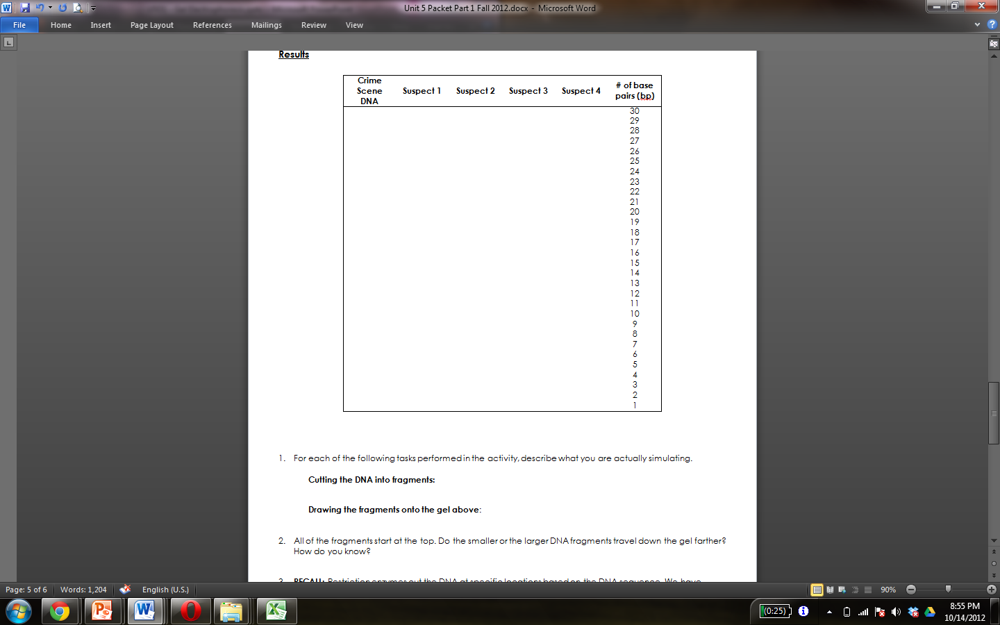 Unit 5 Packet Part 1 Fall 2012.docx - Microsoft Word
File Home Insert Page Layout References Mailings Review View
Results
Crime Scene DNA Suspect 1 Suspect 2 Suspect 3 Suspect 4 # of base pairs (bp)
30
29
28
27
26
25
24
23
22
21
20
19
18
17
16
15
14
13
12
11
10
9
8
7
6
5
4
3
2
1
1. For each of the following tasks performed in the activity, describe what you are actually simulating.
Cutting the DNA into fragments:
Drawing the fragments onto the gel above:
2. All of the fragments start at the top. Do the smaller or the larger DNA fragments travel down the gel farther?
How do you know?
3. RECALL: Restriction enzymes cut the DNA at specific locations based on the DNA sequence. We have
Page: 5 of 6 Words: 1,204 English (U.S.) 90%
(0:25) 8:55 PM
10/14/2012